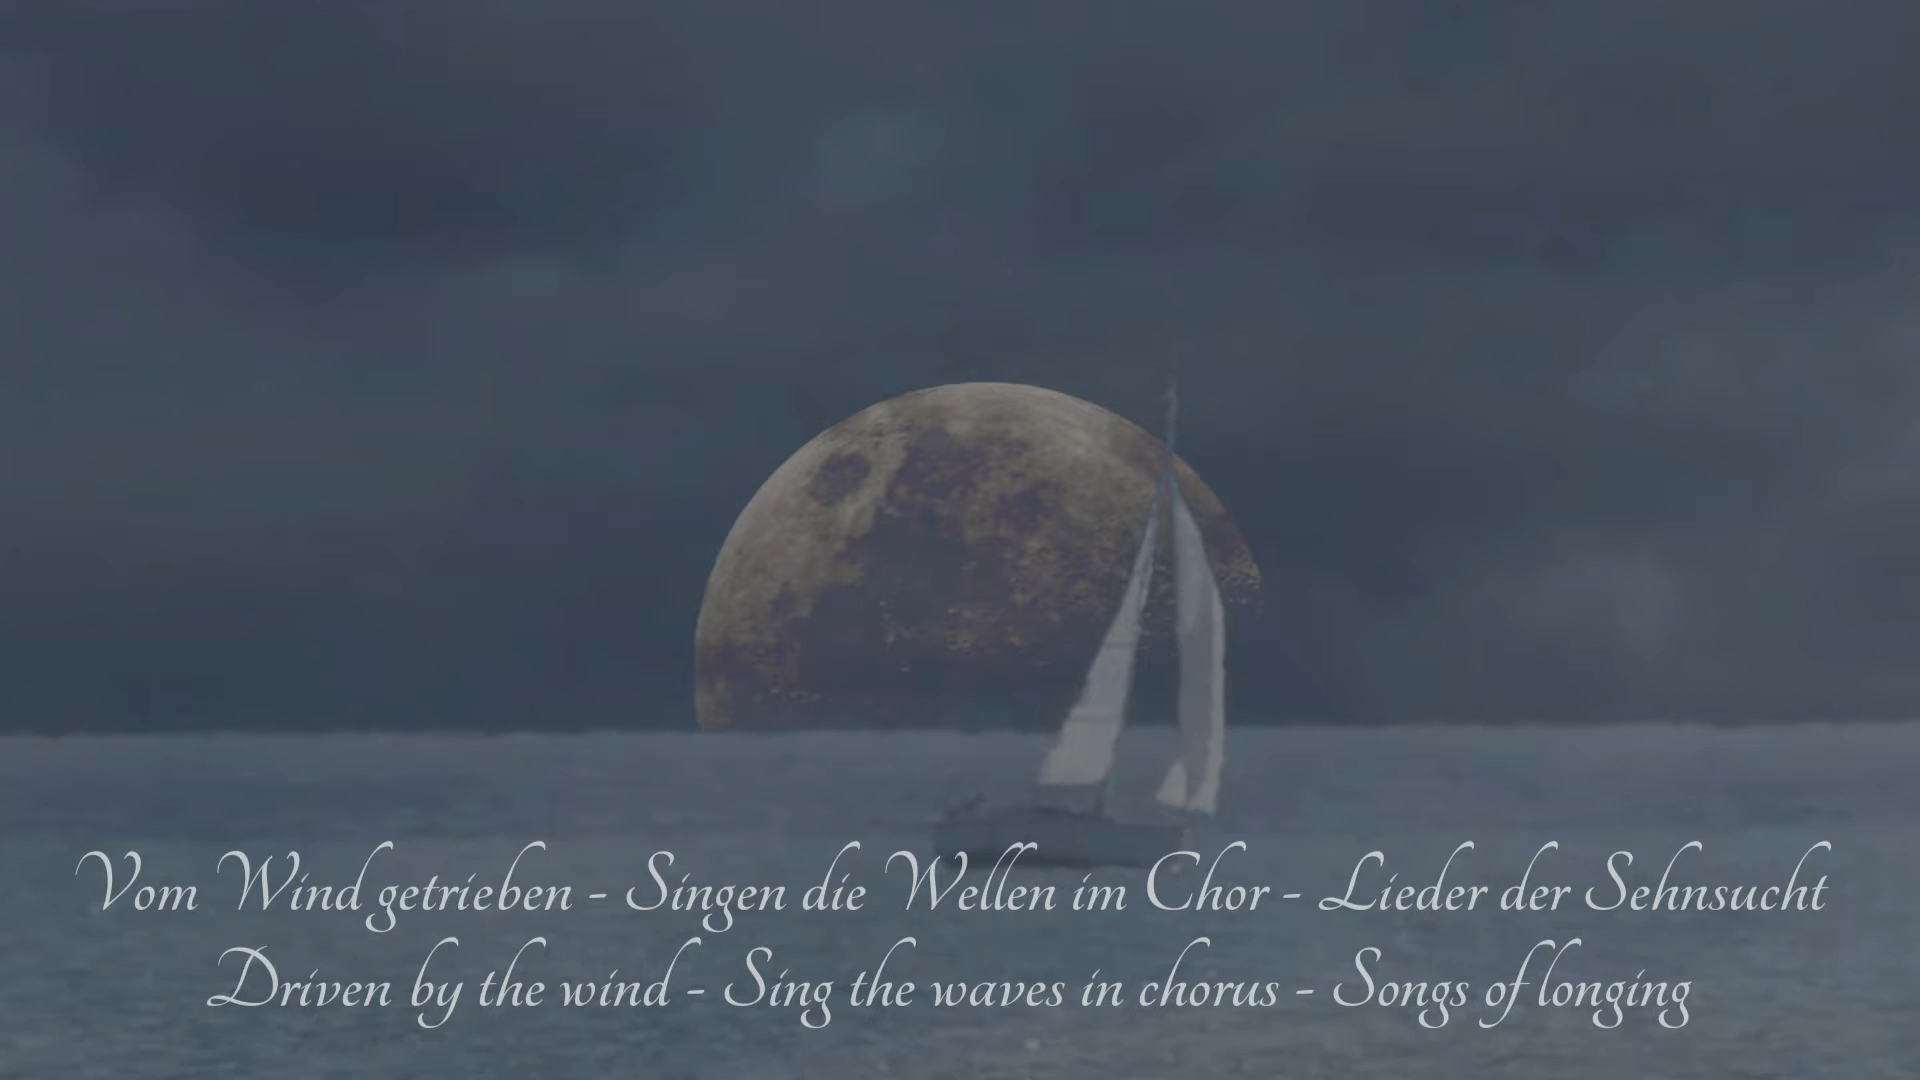 Vom Wind getrieben - Singen die Wellen im Chor - Lieder der Sehnsucht
Driven by the wind - Sing the waves in chorus - Songs of longing